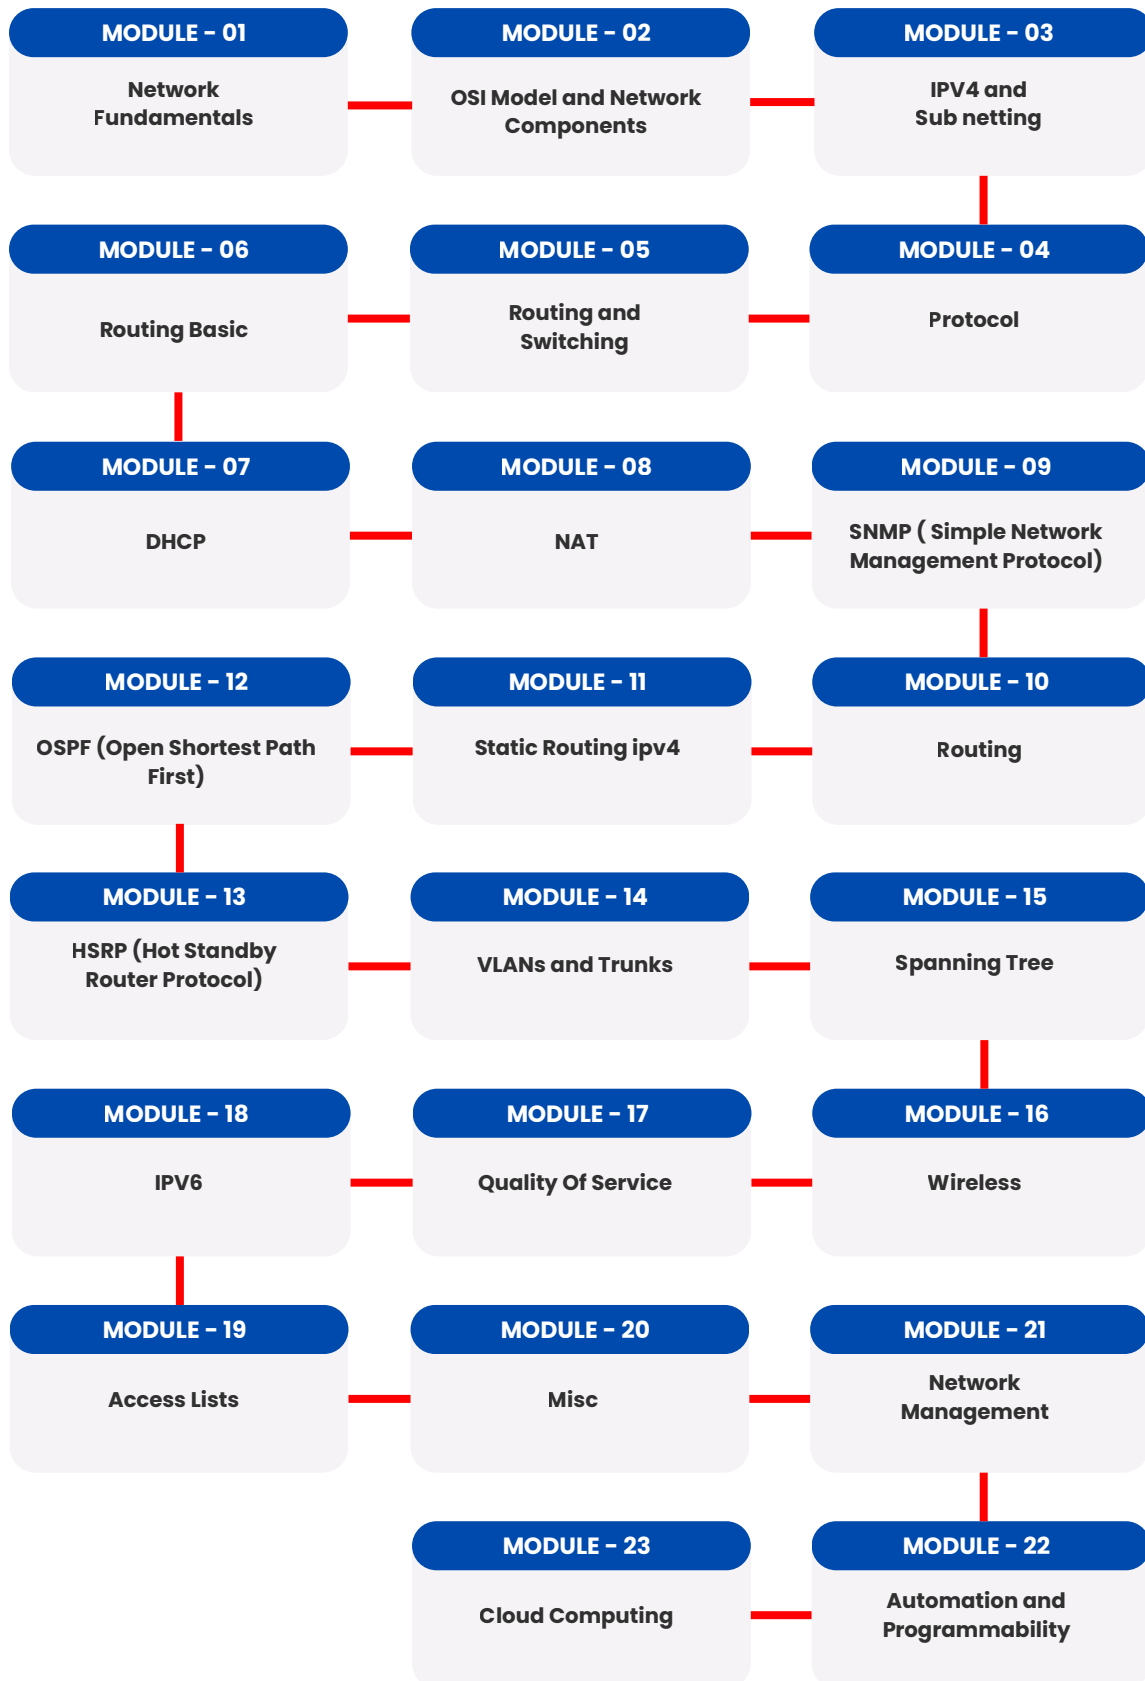 MODULE - 01
Network
Fundamentals
MODULE - 02
OSI Model and Network
Components
MODULE - 03
IPV4 and
Sub netting
MODULE - 04
Protocol
MODULE - 05
Routing and
Switching
MODULE - 06
Routing Basic
MODULE - 07
DHCP
MODULE - 08
NAT
MODULE - 09
SNMP ( Simple Network
Management Protocol)
MODULE - 10
Routing
MODULE - 11
Static Routing ipv4
MODULE - 12
OSPF (Open Shortest Path
First)
MODULE - 13
HSRP (Hot Standby
Router Protocol)
MODULE - 14
VLANs and Trunks
MODULE - 15
Spanning Tree
MODULE - 16
Wireless
MODULE - 17
Quality Of Service
MODULE - 18
IPV6
MODULE - 19
Access Lists
MODULE - 20
Misc
MODULE - 21
Network
Management
MODULE - 22
Automation and
Programmability
MODULE - 23
Cloud Computing